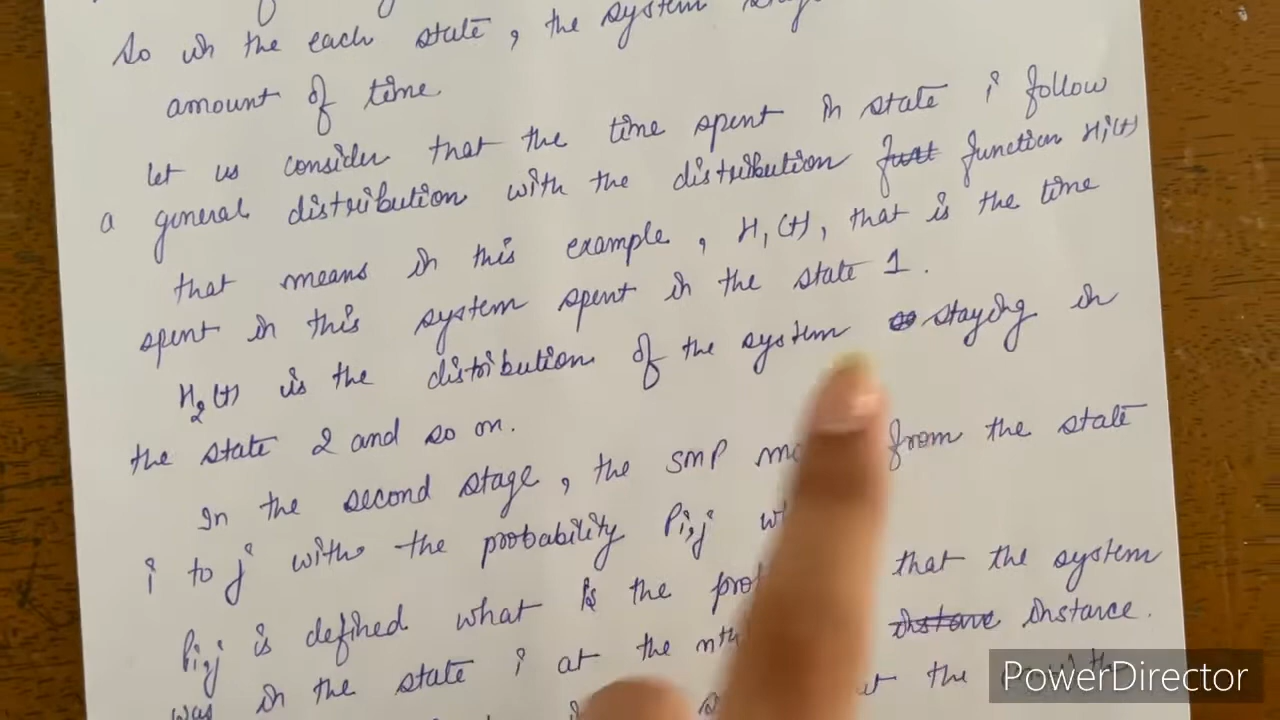 So in the each state, the system
amount of time
let us consider that the time spent in state i follow
a general distribution with the distribution function Hi(t)
that means in this example, H1(t), that is the time
spent in this system spent in the state 1.
H2(t) is the distribution of the system staying in
the state 2 and so on.
In the second stage, the SMP from the state
i to j with the probability Pi,j
Pi,j is defined what is the that the system
was in the state i at the nth instance.
the
PowerDirector